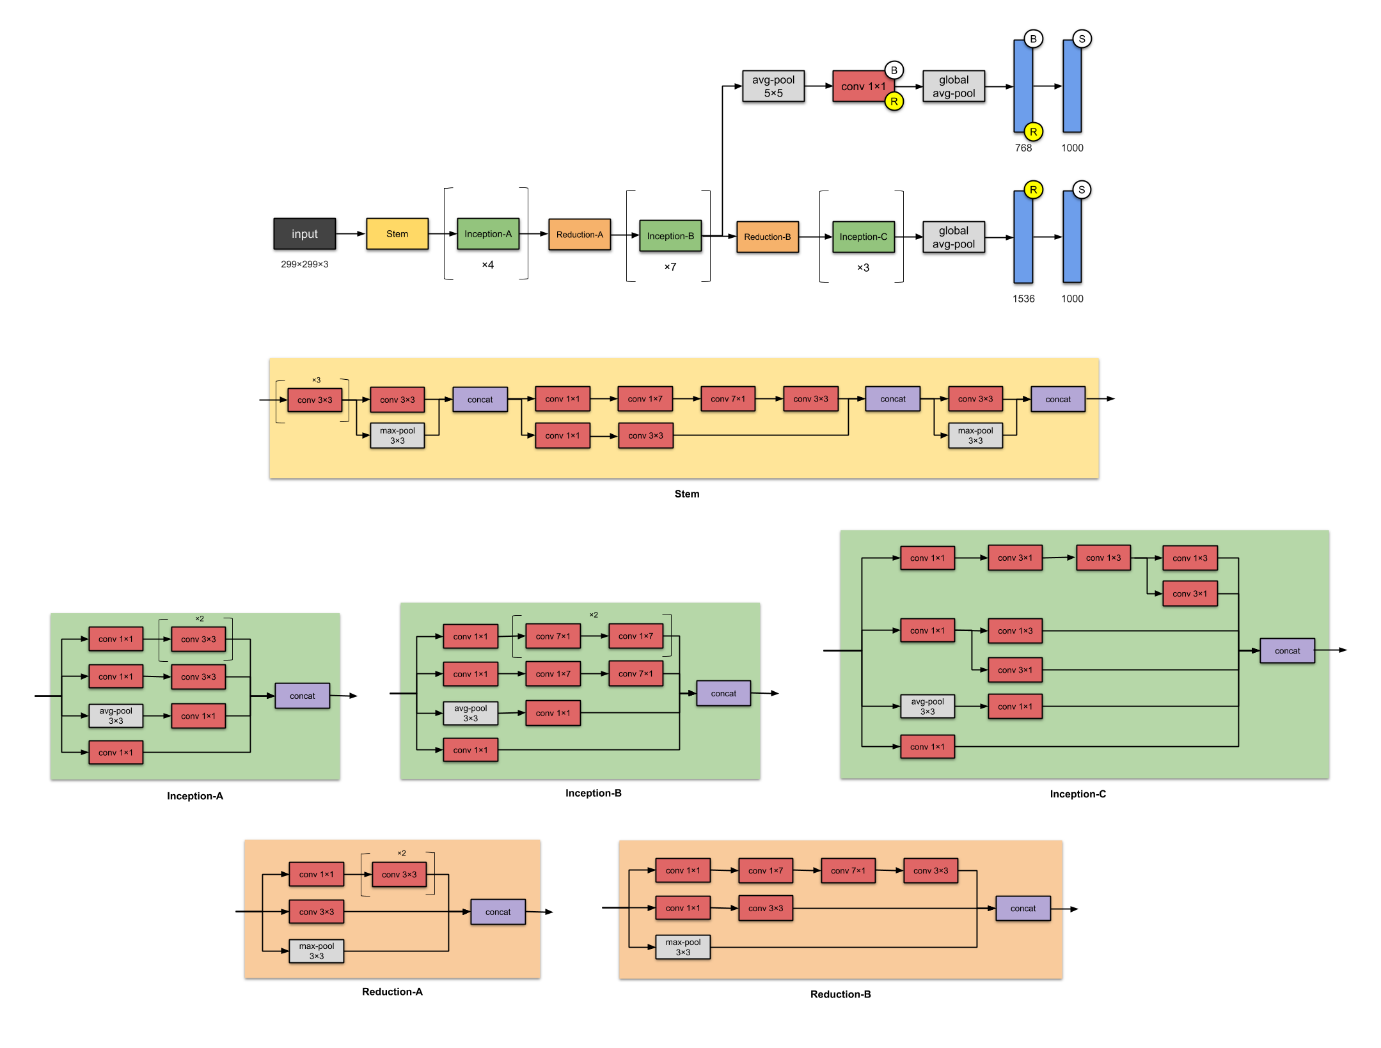 B
S
avg-pool
5×5
B
conv 1×1
R
global
avg-pool
R
768
1000
R
S
input
Stem
Inception-A
Reduction-A
Inception-B
Reduction-B
Inception-C
global
avg-pool
299×299×3
×4
×7
×3
1536
1000
×3
conv 3×3
conv 3×3
concat
conv 1×1
conv 1×7
conv 7×1
conv 3×3
concat
conv 3×3
concat
max-pool
3×3
conv 1×1
conv 3×3
max-pool
3×3
Stem
×2
conv 1×1
conv 3×3
conv 1×1
conv 3×3
avg-pool
3×3
conv 1×1
conv 1×1
concat
Inception-A
×2
conv 1×1
conv 7×1
conv 1×7
conv 1×1
conv 1×7
conv 7×1
avg-pool
3×3
conv 1×1
conv 1×1
concat
Inception-B
conv 1×1
conv 3×1
conv 1×3
conv 1×3
conv 3×1
conv 1×1
conv 1×3
conv 3×1
avg-pool
3×3
conv 1×1
conv 1×1
concat
Inception-C
×2
conv 1×1
conv 3×3
conv 3×3
max-pool
3×3
concat
Reduction-A
conv 1×1
conv 1×7
conv 7×1
conv 3×3
conv 1×1
conv 3×3
max-pool
3×3
concat
Reduction-B